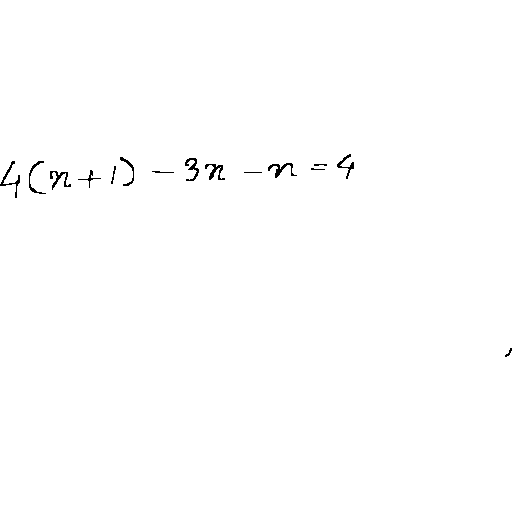 4(x+1) - 3x - x = 4